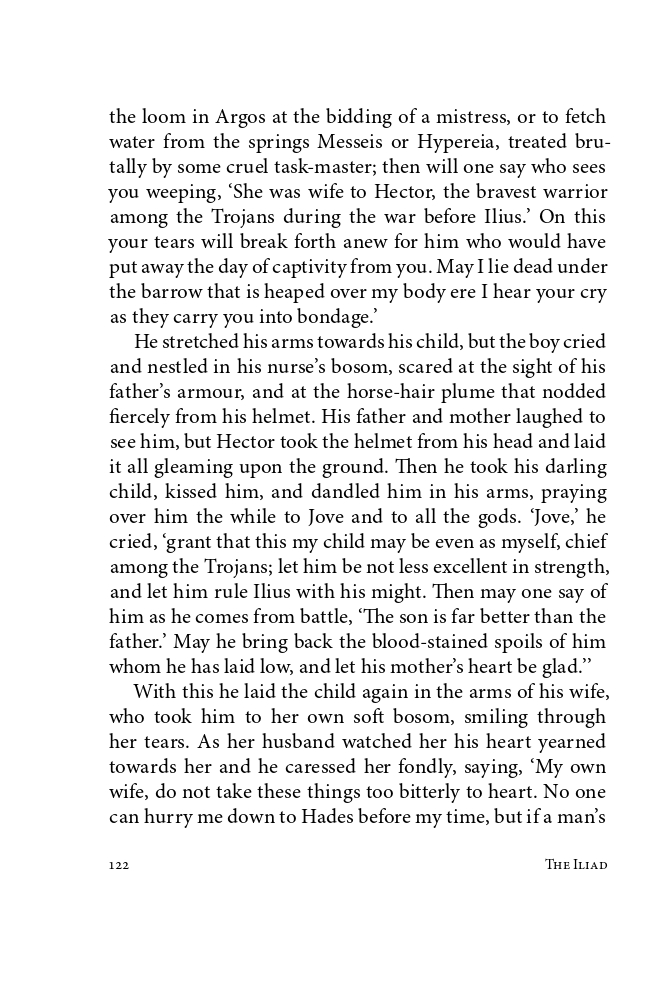 the loom in Argos at the bidding of a mistress, or to fetch
water from the springs Messeis or Hypereia, treated bru-
tally by some cruel task-master; then will one say who sees
you weeping, ‘She was wife to Hector, the bravest warrior
among the Trojans during the war before Ilius.’ On this
your tears will break forth anew for him who would have
put away the day of captivity from you. May I lie dead under
the barrow that is heaped over my body ere I hear your cry
as they carry you into bondage.’
He stretched his arms towards his child, but the boy cried
and nestled in his nurse’s bosom, scared at the sight of his
father’s armour, and at the horse-hair plume that nodded
fiercely from his helmet. His father and mother laughed to
see him, but Hector took the helmet from his head and laid
it all gleaming upon the ground. Then he took his darling
child, kissed him, and dandled him in his arms, praying
over him the while to Jove and to all the gods. ‘Jove,’ he
cried, ‘grant that this my child may be even as myself, chief
among the Trojans; let him be not less excellent in strength,
and let him rule Ilius with his might. Then may one say of
him as he comes from battle, ‘The son is far better than the
father.’ May he bring back the blood-stained spoils of him
whom he has laid low, and let his mother’s heart be glad.’’
With this he laid the child again in the arms of his wife,
who took him to her own soft bosom, smiling through
her tears. As her husband watched her his heart yearned
towards her and he caressed her fondly, saying, ‘My own
wife, do not take these things too bitterly to heart. No one
can hurry me down to Hades before my time, but if a man’s
122
The Iliad